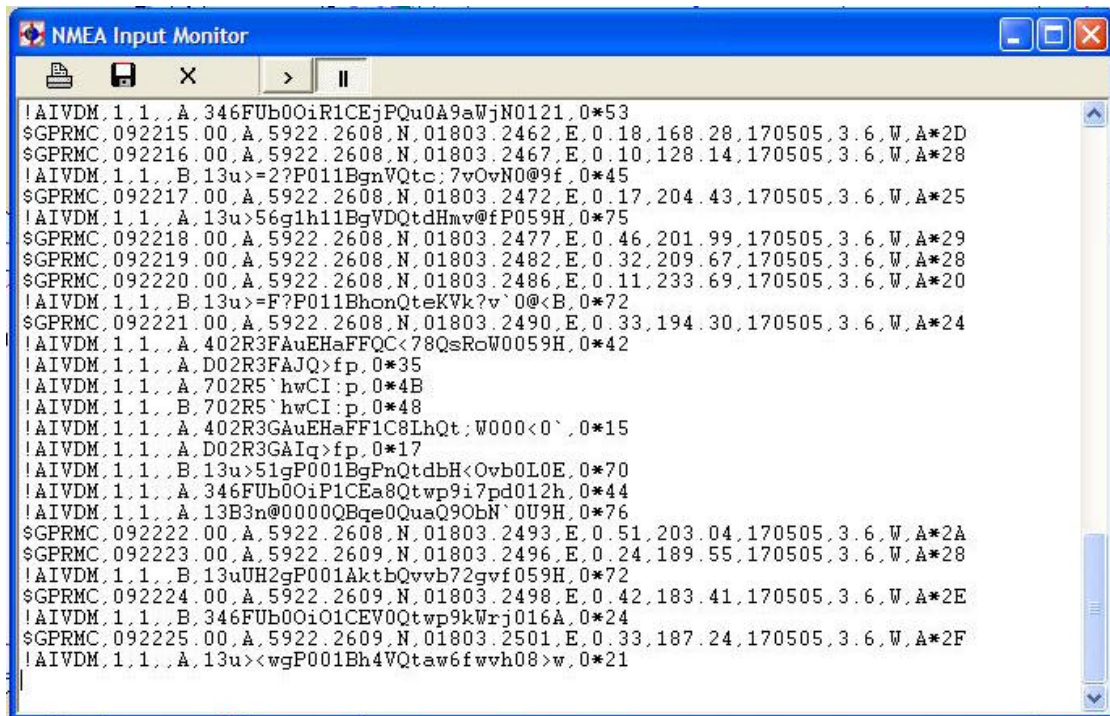 NMEA Input Monitor
!AIVDM,1,1,,A,346FUb0OiR1CEjPQu0A9aWjN0121,0*53
$GPRMC,092215.00,A,5922.2608,N,01803.2462,E,0.18,168.28,170505,3.6,W,A*2D
$GPRMC,092216.00,A,5922.2608,N,01803.2467,E,0.10,128.14,170505,3.6,W,A*28
!AIVDM,1,1,,B,13u>=2?P011BgnVQtc;7vOvN0@9f,0*45
$GPRMC,092217.00,A,5922.2608,N,01803.2472,E,0.17,204.43,170505,3.6,W,A*25
!AIVDM,1,1,,A,13u>56g1h11BgVDQtdHmv@fP059H,0*75
$GPRMC,092218.00,A,5922.2608,N,01803.2477,E,0.46,201.99,170505,3.6,W,A*29
$GPRMC,092219.00,A,5922.2608,N,01803.2482,E,0.32,209.67,170505,3.6,W,A*28
$GPRMC,092220.00,A,5922.2608,N,01803.2486,E,0.11,233.69,170505,3.6,W,A*20
!AIVDM,1,1,,B,13u>=F?P011BhonQteKVk?v`0@<B,0*72
$GPRMC,092221.00,A,5922.2608,N,01803.2490,E,0.33,194.30,170505,3.6,W,A*24
!AIVDM,1,1,,A,402R3FAuEHaFFQC<78QsRoW0059H,0*42
!AIVDM,1,1,,A,D02R3FAJQ>fp,0*35
!AIVDM,1,1,,A,702R5`hwCI:p,0*4B
!AIVDM,1,1,,B,702R5`hwCI:p,0*48
!AIVDM,1,1,,A,402R3GAuEHaFF1C8LhQt;W000<0`,0*15
!AIVDM,1,1,,A,D02R3GAIq>fp,0*17
!AIVDM,1,1,,B,13u>51gP001BgPnQtdbH<Ovb0L0E,0*70
!AIVDM,1,1,,A,346FUb0OiP1CEa8Qtwp9i7pd012h,0*44
!AIVDM,1,1,,A,13B3n@0000QBqe0QuaQ9ObN`0U9H,0*76
$GPRMC,092222.00,A,5922.2608,N,01803.2493,E,0.51,203.04,170505,3.6,W,A*2A
$GPRMC,092223.00,A,5922.2609,N,01803.2496,E,0.24,189.55,170505,3.6,W,A*28
!AIVDM,1,1,,B,13uUH2gP001AktbQvvb72gvf059H,0*72
$GPRMC,092224.00,A,5922.2609,N,01803.2498,E,0.42,183.41,170505,3.6,W,A*2E
!AIVDM,1,1,,B,346FUb0OiO1CEV0Qtwp9kWrj016A,0*24
$GPRMC,092225.00,A,5922.2609,N,01803.2501,E,0.33,187.24,170505,3.6,W,A*2F
!AIVDM,1,1,,A,13u><wgP001Bh4VQtaw6fwvh08>w,0*21